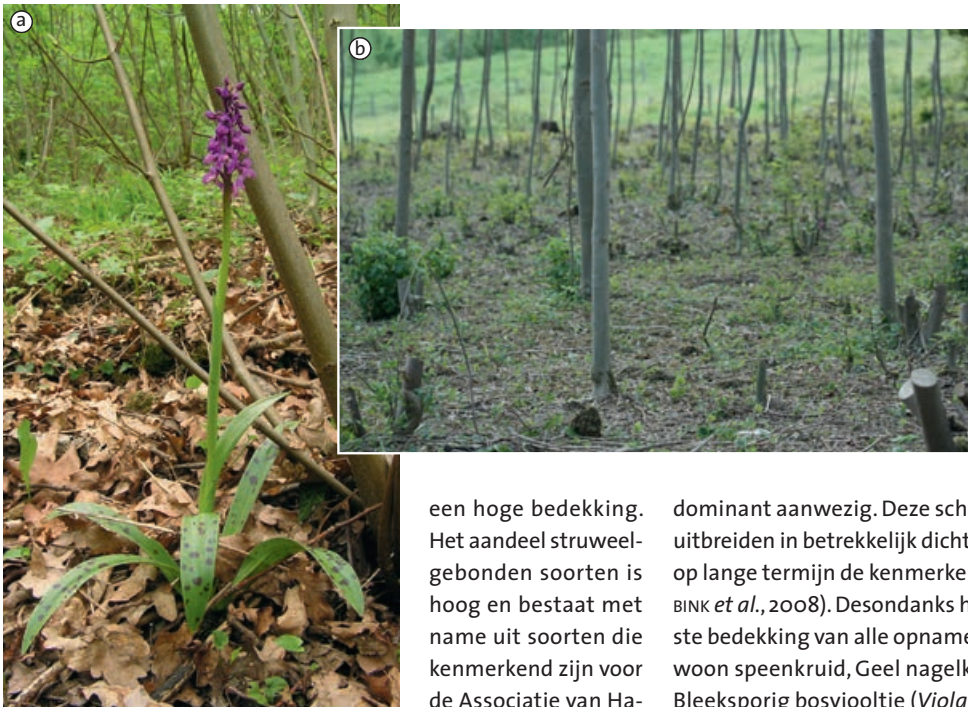 a
b
een hoge bedekking.
Het aandeel struweel-
gebonden soorten is
hoog en bestaat met
name uit soorten die
kenmerkend zijn voor
de Associatie van Ha-
dominant aanwezig. Deze sch
uitbreiden in betrekkelijk dicht
op lange termijn de kenmerke
BINK et al., 2008). Desondanks h
ste bedekking van alle opname
woon speenkruid, Geel nagelk
Bleeksporig bosviooltje (Viola